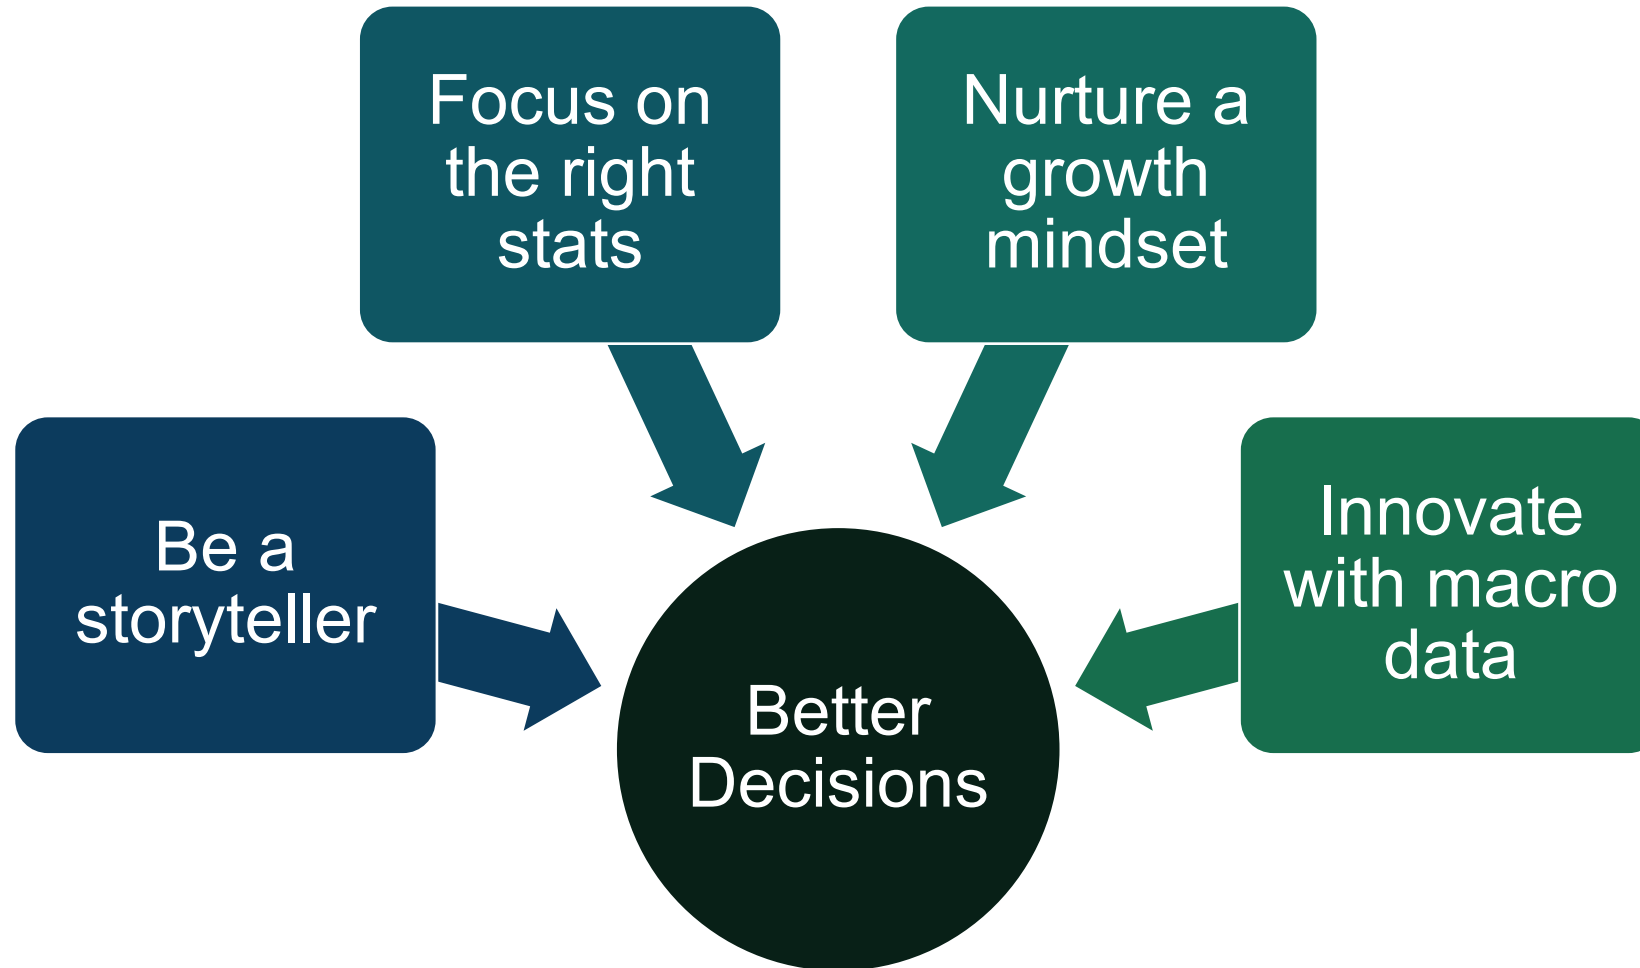 Focus on
the right
stats
Nurture a
growth
mindset
Be a
storyteller
Innovate
with macro
data
Better
Decisions